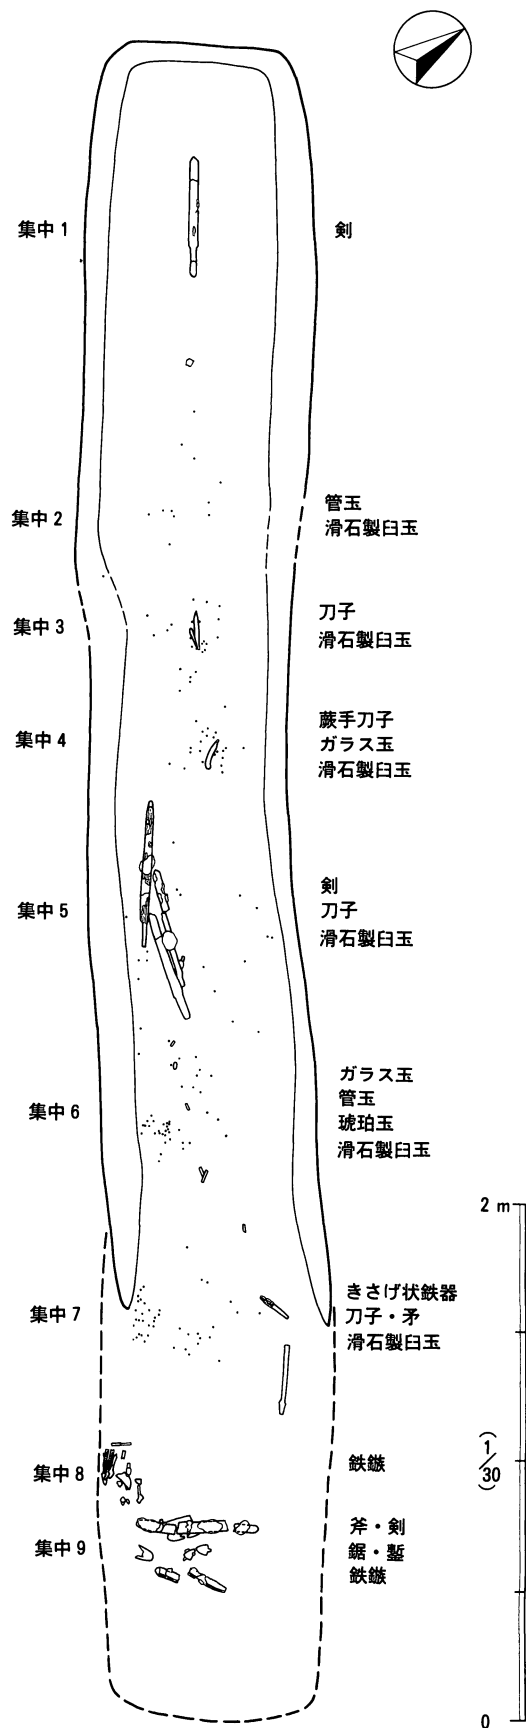 集中1
剣
集中2
管玉
滑石製臼玉
集中3
刀子
滑石製臼玉
集中4
蕨手刀子
ガラス玉
滑石製臼玉
集中5
剣
刀子
滑石製臼玉
集中6
ガラス玉
管玉
琥珀玉
滑石製臼玉
2 m
集中7
きさげ状鉄器
刀子・矛
滑石製臼玉
(1/30)
集中8
鉄鏃
集中9
斧・剣
鋸・鏨
鉄鏃
0